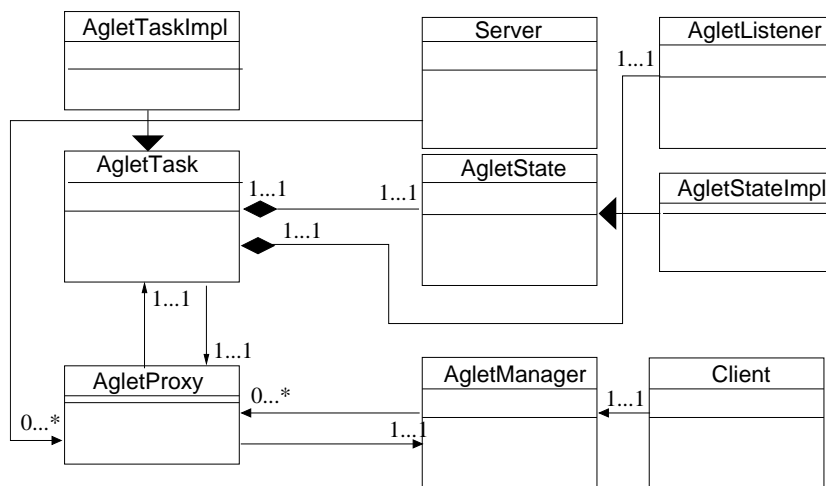 AgletTaskImpl
Server
AgletListener
1...1
AgletTask
AgletState
AgletStateImpl
1...1
1...1
1...1
1...1
1...1
AgletProxy
AgletManager
Client
0...*
1...1
0...*
1...1